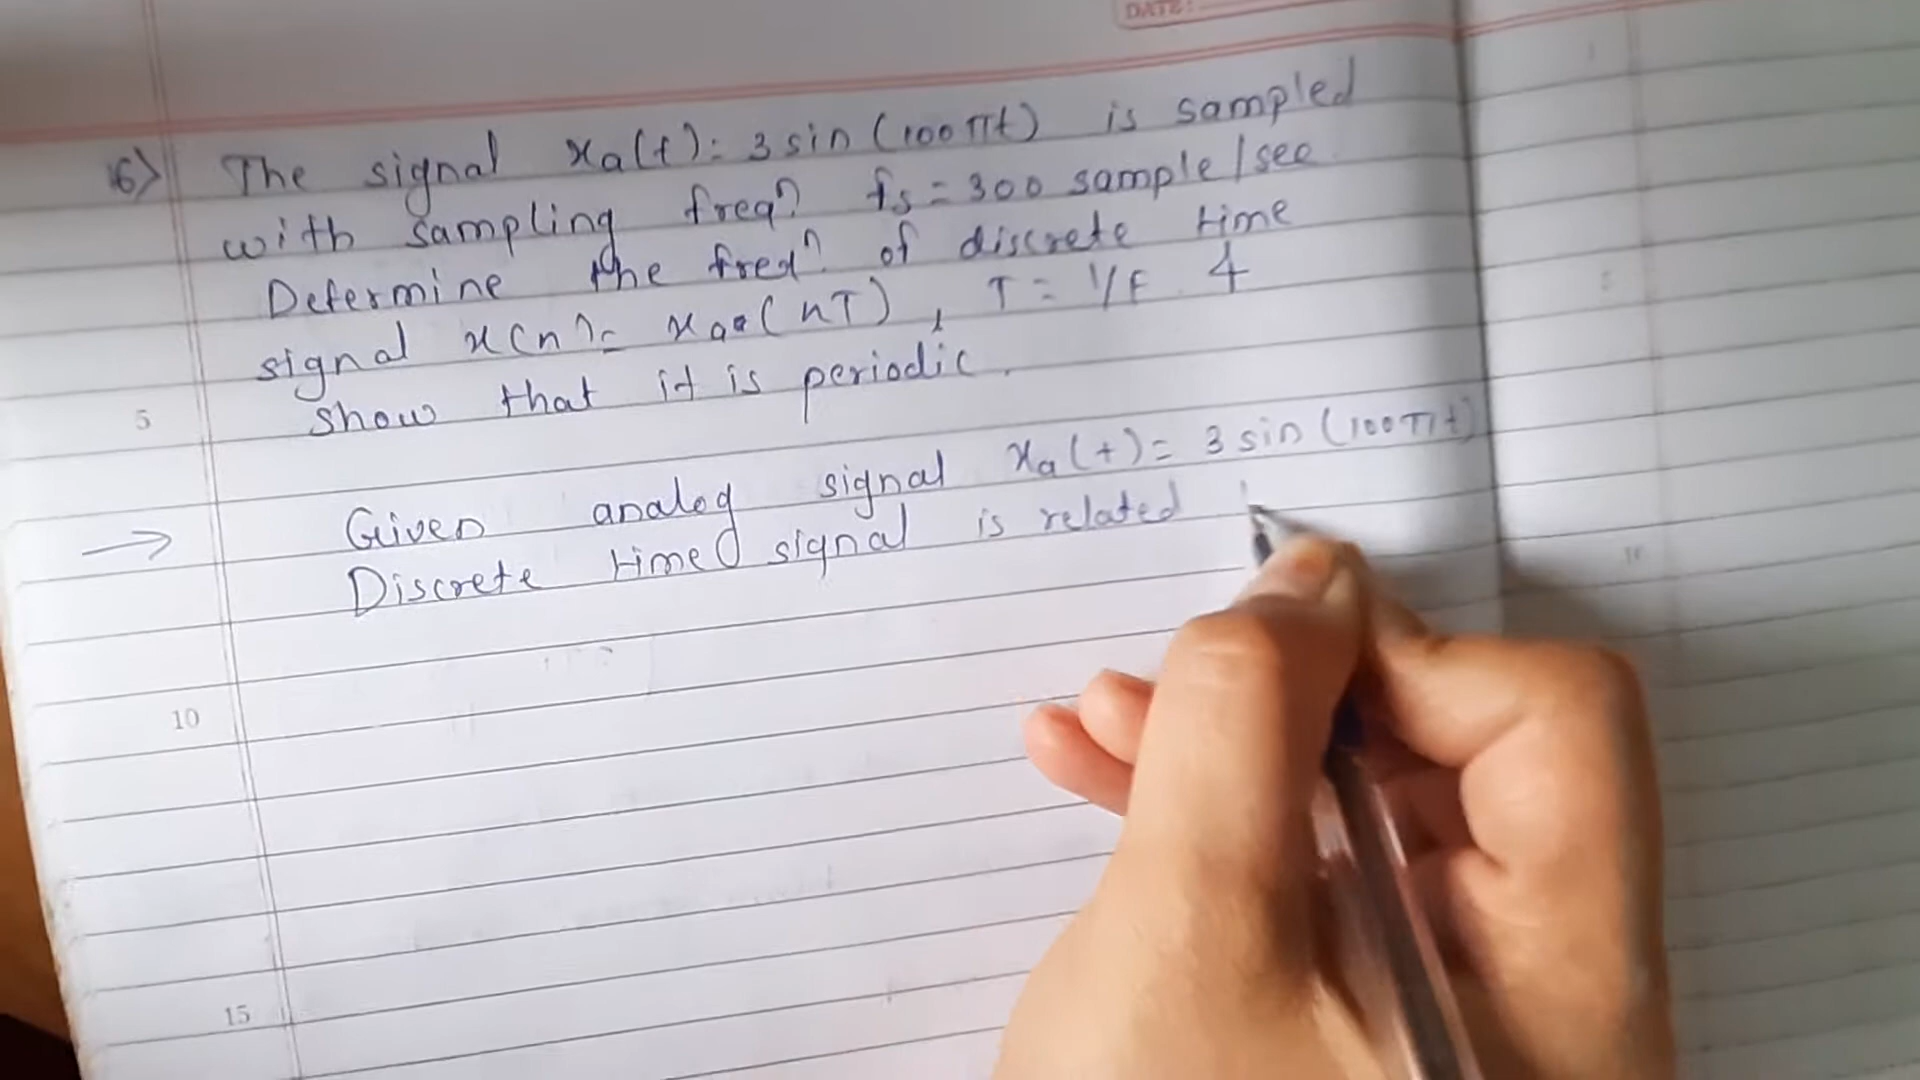 DATE:
6) The signal xa(t) = 3 sin (100πt) is sampled
with sampling freqn fs = 300 sample/sec
Determine the freqn. of discrete time
signal x(n) = xa(nT), T = 1/F &
show that it is periodic.
5
→ Given analog signal xa(t) = 3 sin (100πt)
Discrete time signal is related
10
15